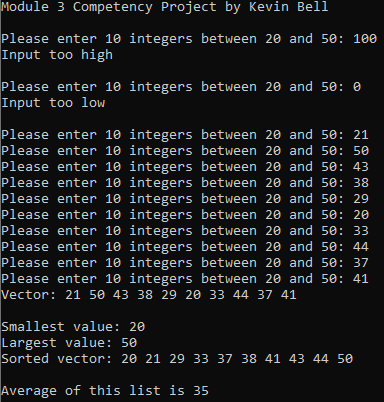 Module 3 Competency Project by Kevin Bell
Please enter 10 integers between 20 and 50: 100
Input too high
Please enter 10 integers between 20 and 50: 0
Input too low
Please enter 10 integers between 20 and 50: 21
Please enter 10 integers between 20 and 50: 50
Please enter 10 integers between 20 and 50: 43
Please enter 10 integers between 20 and 50: 38
Please enter 10 integers between 20 and 50: 29
Please enter 10 integers between 20 and 50: 20
Please enter 10 integers between 20 and 50: 33
Please enter 10 integers between 20 and 50: 44
Please enter 10 integers between 20 and 50: 37
Please enter 10 integers between 20 and 50: 41
Vector: 21 50 43 38 29 20 33 44 37 41
Smallest value: 20
Largest value: 50
Sorted vector: 20 21 29 33 37 38 41 43 44 50
Average of this list is 35